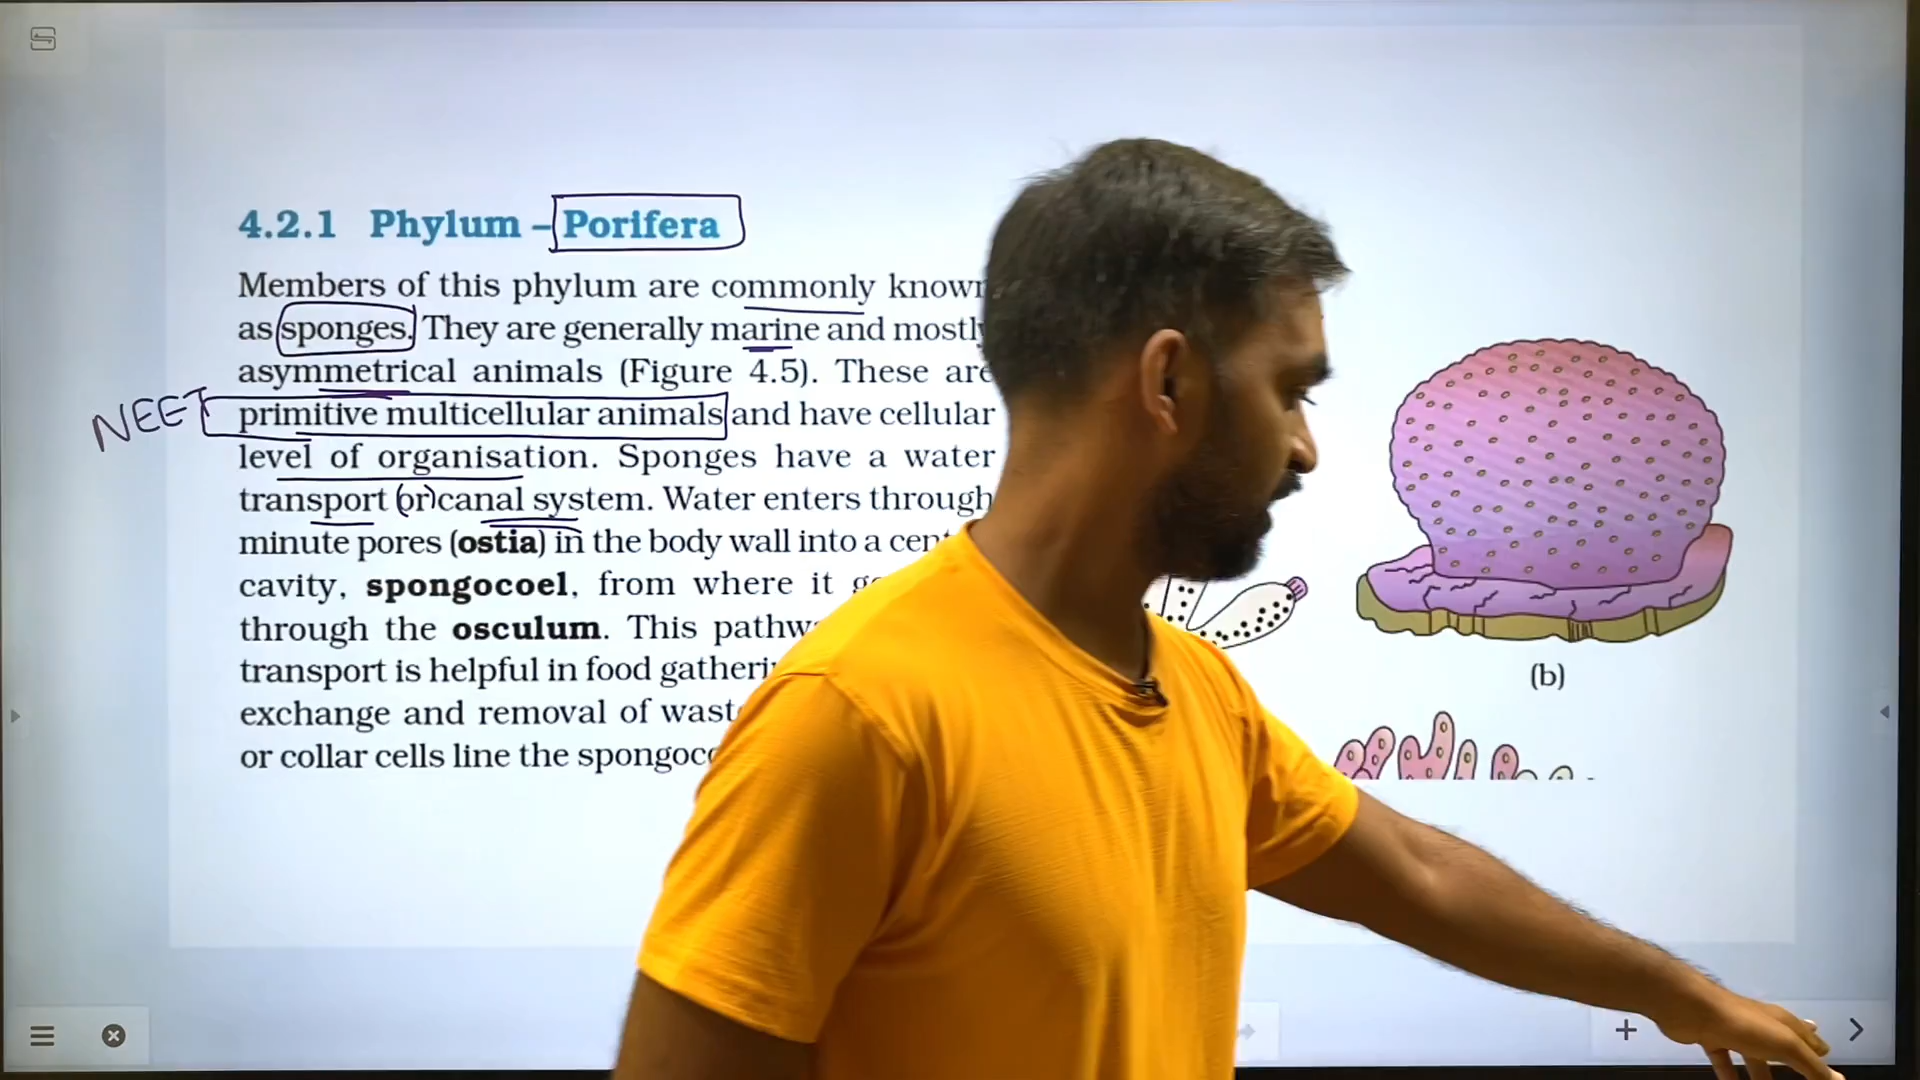 4.2.1 Phylum – Porifera
Members of this phylum are commonly known
as sponges. They are generally marine and mostly
asymmetrical animals (Figure 4.5). These are
NEET
primitive multicellular animals and have cellular
level of organisation. Sponges have a water
transport or canal system. Water enters through
minute pores (ostia) in the body wall into a
cavity, spongocoel, from where it
through the osculum. This
transport is helpful in food
exchange and removal of
or collar cells line the
(b)